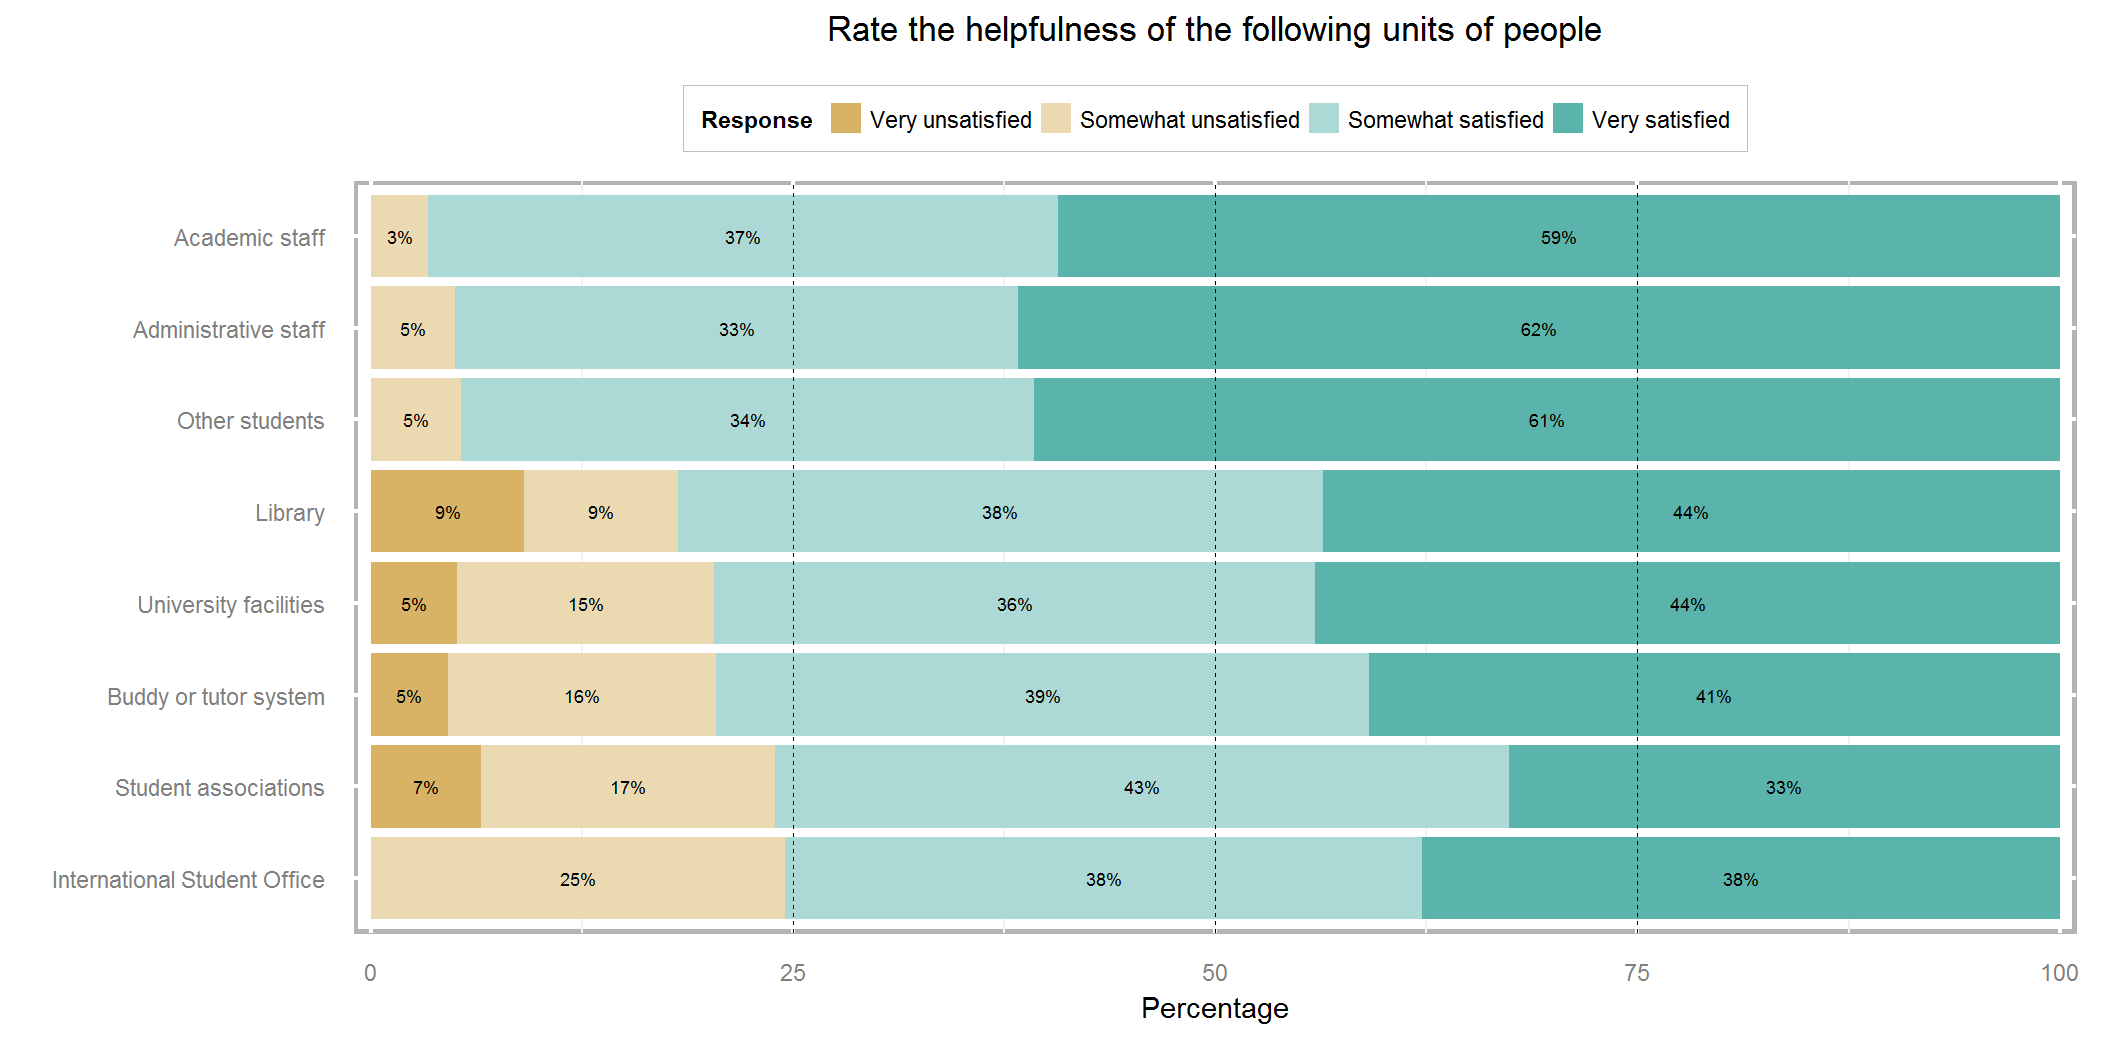 Rate the helpfulness of the following units of people
Response Very unsatisfied Somewhat unsatisfied Somewhat satisfied Very satisfied
Academic staff 3% 37% 59%
Administrative staff 5% 33% 62%
Other students 5% 34% 61%
Library 9% 9% 38% 44%
University facilities 5% 15% 36% 44%
Buddy or tutor system 5% 16% 39% 41%
Student associations 7% 17% 43% 33%
International Student Office 25% 38% 38%
0 25 50 75 100
Percentage